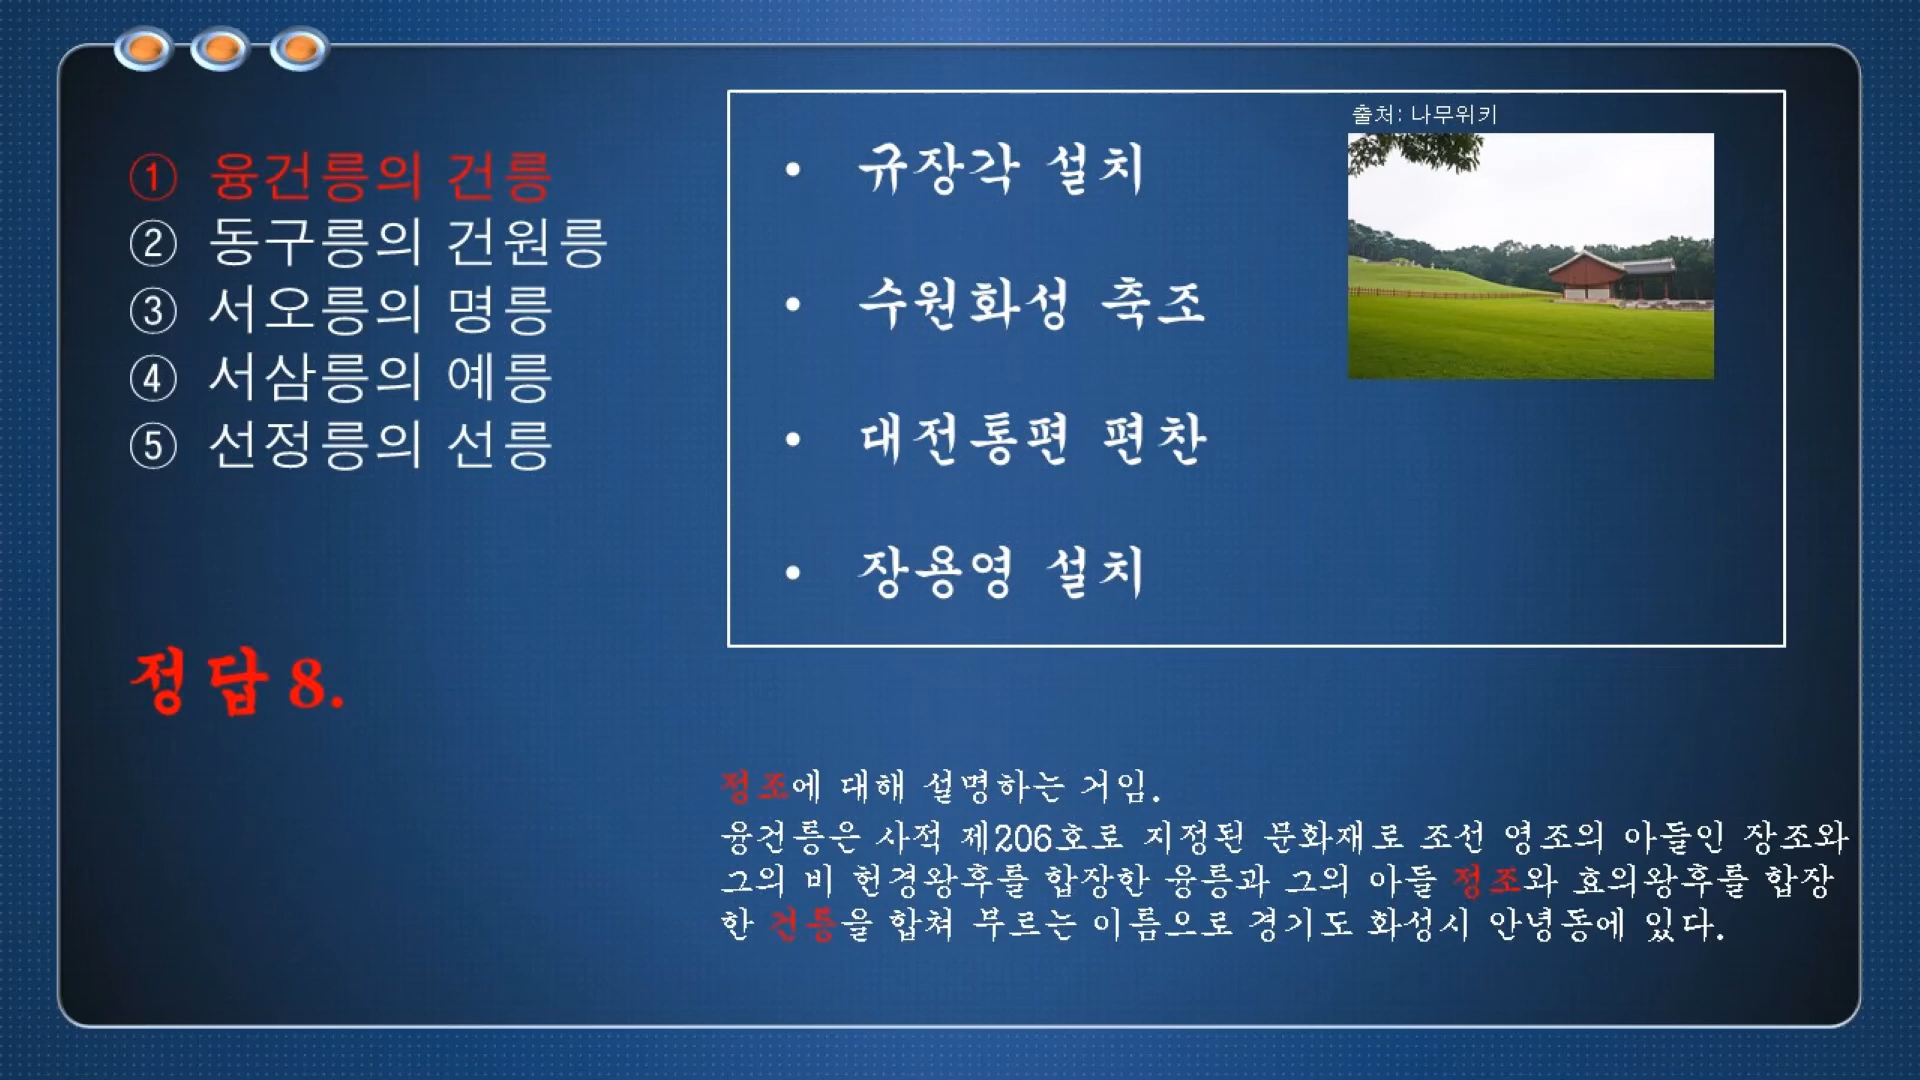 ① 융건릉의 건릉
② 동구릉의 건원릉
③ 서오릉의 명릉
④ 서삼릉의 예릉
⑤ 선정릉의 선릉
정답 8.
출처: 나무위키
• 규장각 설치
• 수원화성 축조
• 대전통편 편찬
• 장용영 설치
정조에 대해 설명하는 거임.
융건릉은 사적 제206호로 지정된 문화재로 조선 영조의 아들인 장조와
그의 비 헌경왕후를 합장한 융릉과 그의 아들 정조와 효의왕후를 합장
한 건릉을 합쳐 부르는 이름으로 경기도 화성시 안녕동에 있다.